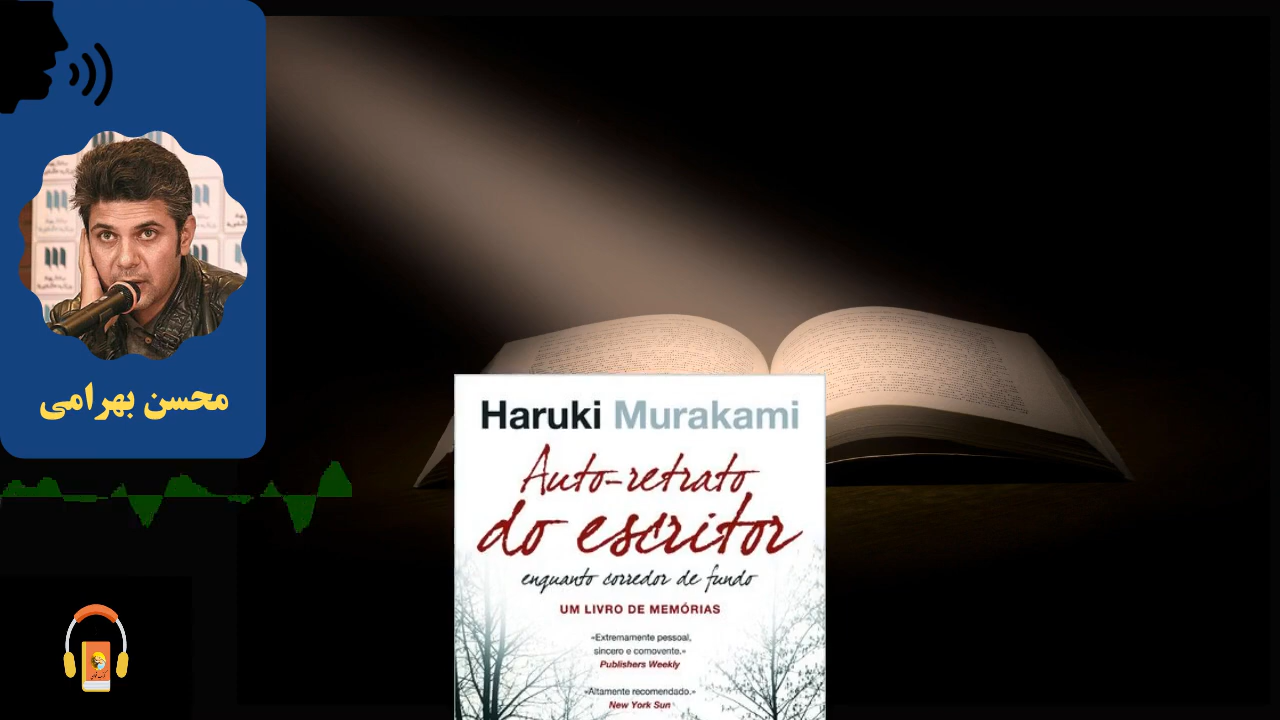 محسن بهرامی
Haruki Murakami
Auto-retrato
do escritor
enquanto corredor de fundo
UM LIVRO DE MEMÓRIAS
«Extremamente pessoal,
sincero e comovente.»
Publishers Weekly
«Altamente recomendado.»
New York Sun